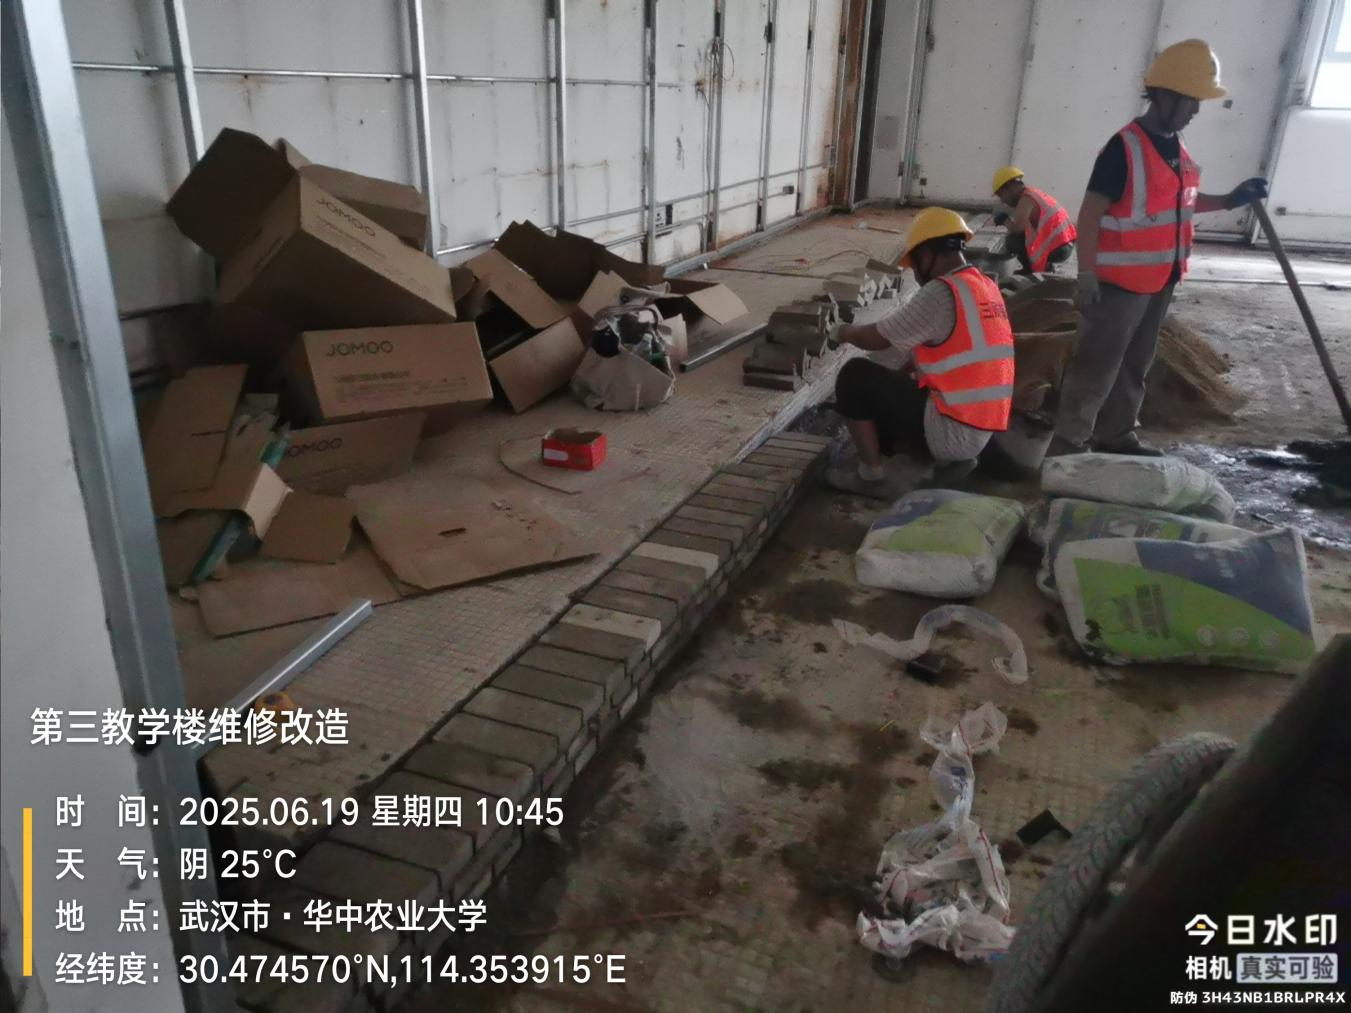 JOMOO
JOMOO
JOMOO
第三教学楼维修改造
时 间：2025.06.19 星期四 10:45
天 气：阴 25°C
地 点：武汉市·华中农业大学
经纬度：30.474570°N,114.353915°E
今日水印
相机 真实可验
防伪 3H43NB1BRLPR4X